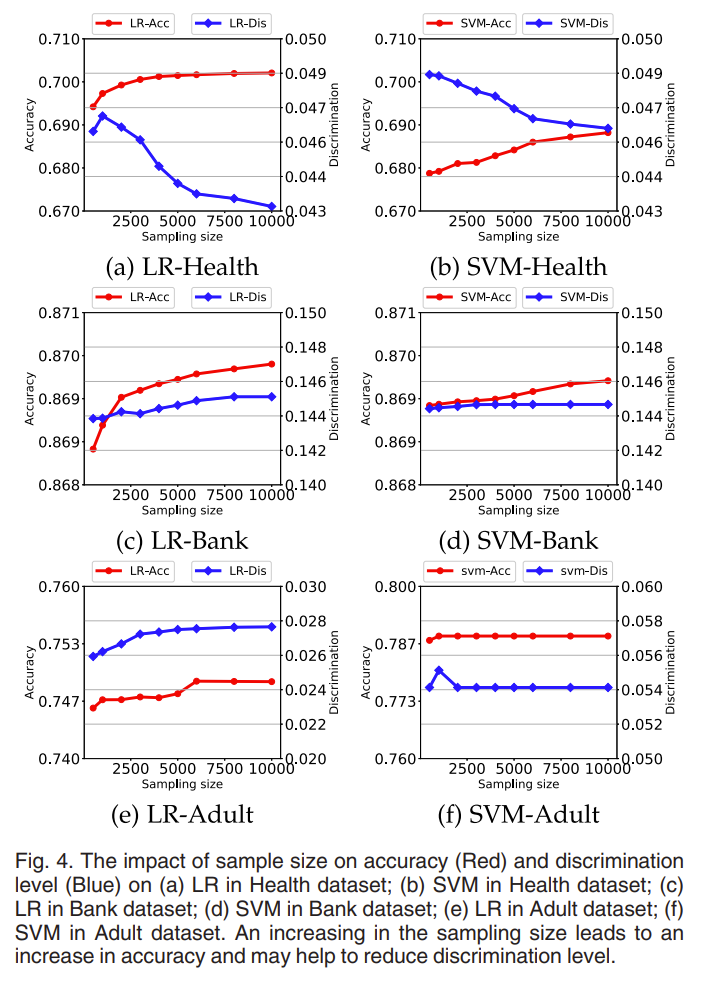 LR-Acc LR-Dis
0.710
0.700
0.690
0.680
0.670
Accuracy
0.050
0.049
0.047
0.046
0.044
0.043
Discrimination
2500 5000 7500 10000
Sampling size
(a) LR-Health
SVM-Acc SVM-Dis
0.710
0.700
0.690
0.680
0.670
Accuracy
0.050
0.049
0.047
0.046
0.044
0.043
Discrimination
2500 5000 7500 10000
Sampling size
(b) SVM-Health
LR-Acc LR-Dis
0.871
0.870
0.869
0.869
0.868
Accuracy
0.150
0.148
0.146
0.144
0.142
0.140
Discrimination
2500 5000 7500 10000
Sampling size
(c) LR-Bank
SVM-Acc SVM-Dis
0.871
0.870
0.869
0.869
0.868
Accuracy
0.150
0.148
0.146
0.144
0.142
0.140
Discrimination
2500 5000 7500 10000
Sampling size
(d) SVM-Bank
LR-Acc LR-Dis
0.760
0.753
0.747
0.740
Accuracy
0.030
0.028
0.026
0.024
0.022
0.020
Discrimination
2500 5000 7500 10000
Sampling size
(e) LR-Adult
svm-Acc svm-Dis
0.800
0.787
0.773
0.760
Accuracy
0.060
0.058
0.056
0.054
0.052
0.050
Discrimination
2500 5000 7500 10000
Sampling size
(f) SVM-Adult
Fig. 4. The impact of sample size on accuracy (Red) and discrimination
level (Blue) on (a) LR in Health dataset; (b) SVM in Health dataset; (c)
LR in Bank dataset; (d) SVM in Bank dataset; (e) LR in Adult dataset; (f)
SVM in Adult dataset. An increasing in the sampling size leads to an
increase in accuracy and may help to reduce discrimination level.